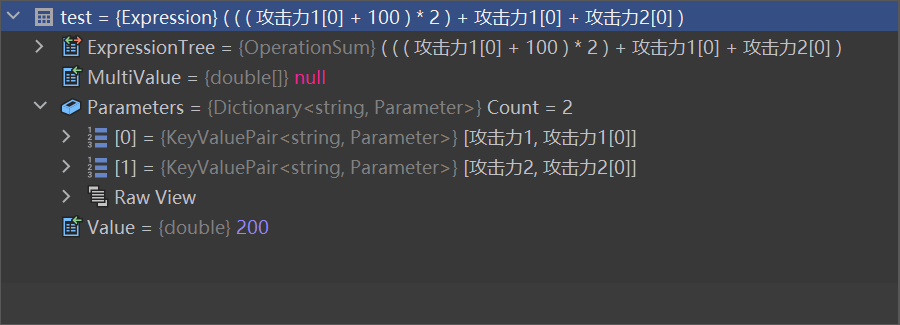 test = {Expression} ( ( ( 攻击力1[0] + 100 ) * 2 ) + 攻击力1[0] + 攻击力2[0] )
ExpressionTree = {OperationSum} ( ( ( 攻击力1[0] + 100 ) * 2 ) + 攻击力1[0] + 攻击力2[0] )
MultiValue = {double[]} null
Parameters = {Dictionary<string, Parameter>} Count = 2
[0] = {KeyValuePair<string, Parameter>} [攻击力1, 攻击力1[0]]
[1] = {KeyValuePair<string, Parameter>} [攻击力2, 攻击力2[0]]
Raw View
Value = {double} 200